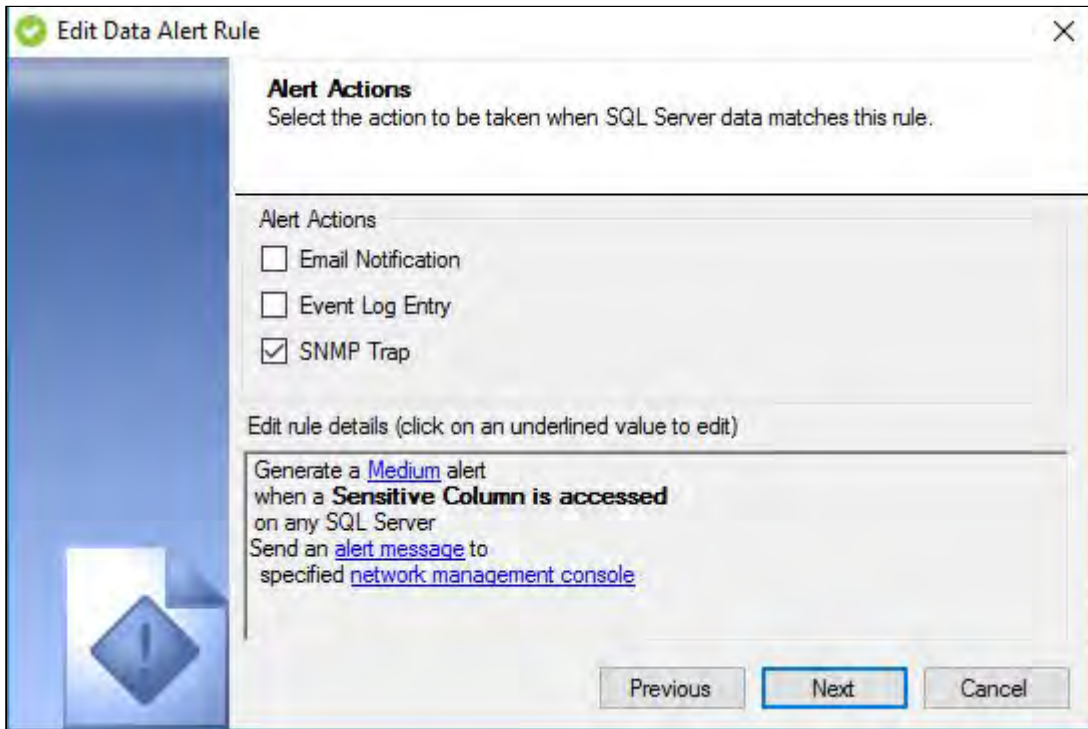 Edit Data Alert Rule
Alert Actions
Select the action to be taken when SQL Server data matches this rule.
Alert Actions
Email Notification
Event Log Entry
SNMP Trap
Edit rule details (click on an underlined value to edit)
Generate a Medium alert
when a Sensitive Column is accessed
on any SQL Server
Send an alert message to
specified network management console
Previous
Next
Cancel